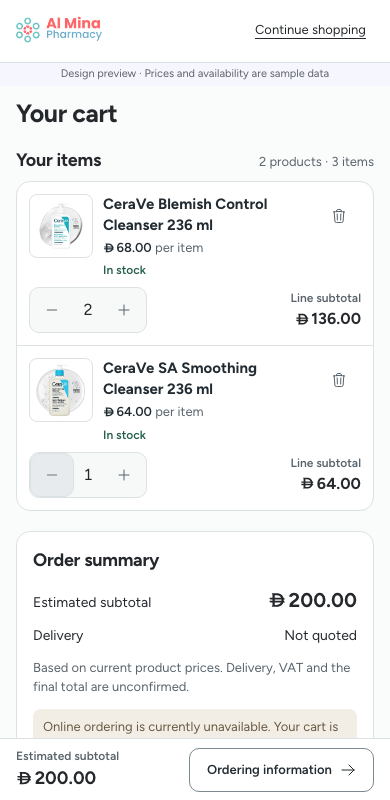 Al Mina
Pharmacy
Continue shopping
Design preview · Prices and availability are sample data
Your cart
Your items
2 products · 3 items
CeraVe Blemish Control
Cleanser 236 ml
68.00 per item
In stock
2
Line subtotal
136.00
CeraVe SA Smoothing
Cleanser 236 ml
64.00 per item
In stock
1
Line subtotal
64.00
Order summary
Estimated subtotal
200.00
Delivery
Not quoted
Based on current product prices. Delivery, VAT and the
final total are unconfirmed.
Online ordering is currently unavailable. Your cart is
Estimated subtotal
200.00
Ordering information